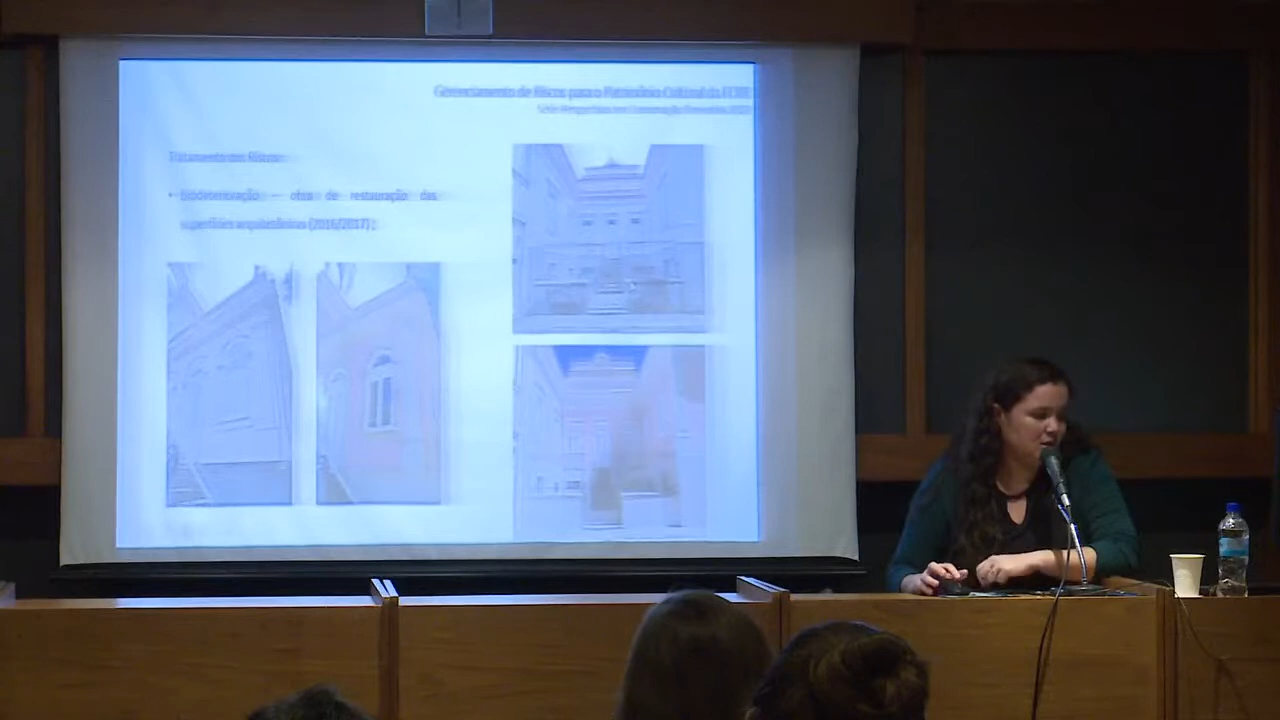 Gerenciamento de Riscos para o Patrimônio Cultural da FCRB
Tratamento dos Riscos:
• Biodeterioração – obra de restauração das
superfícies arquitetônicas (2016/2017) ;